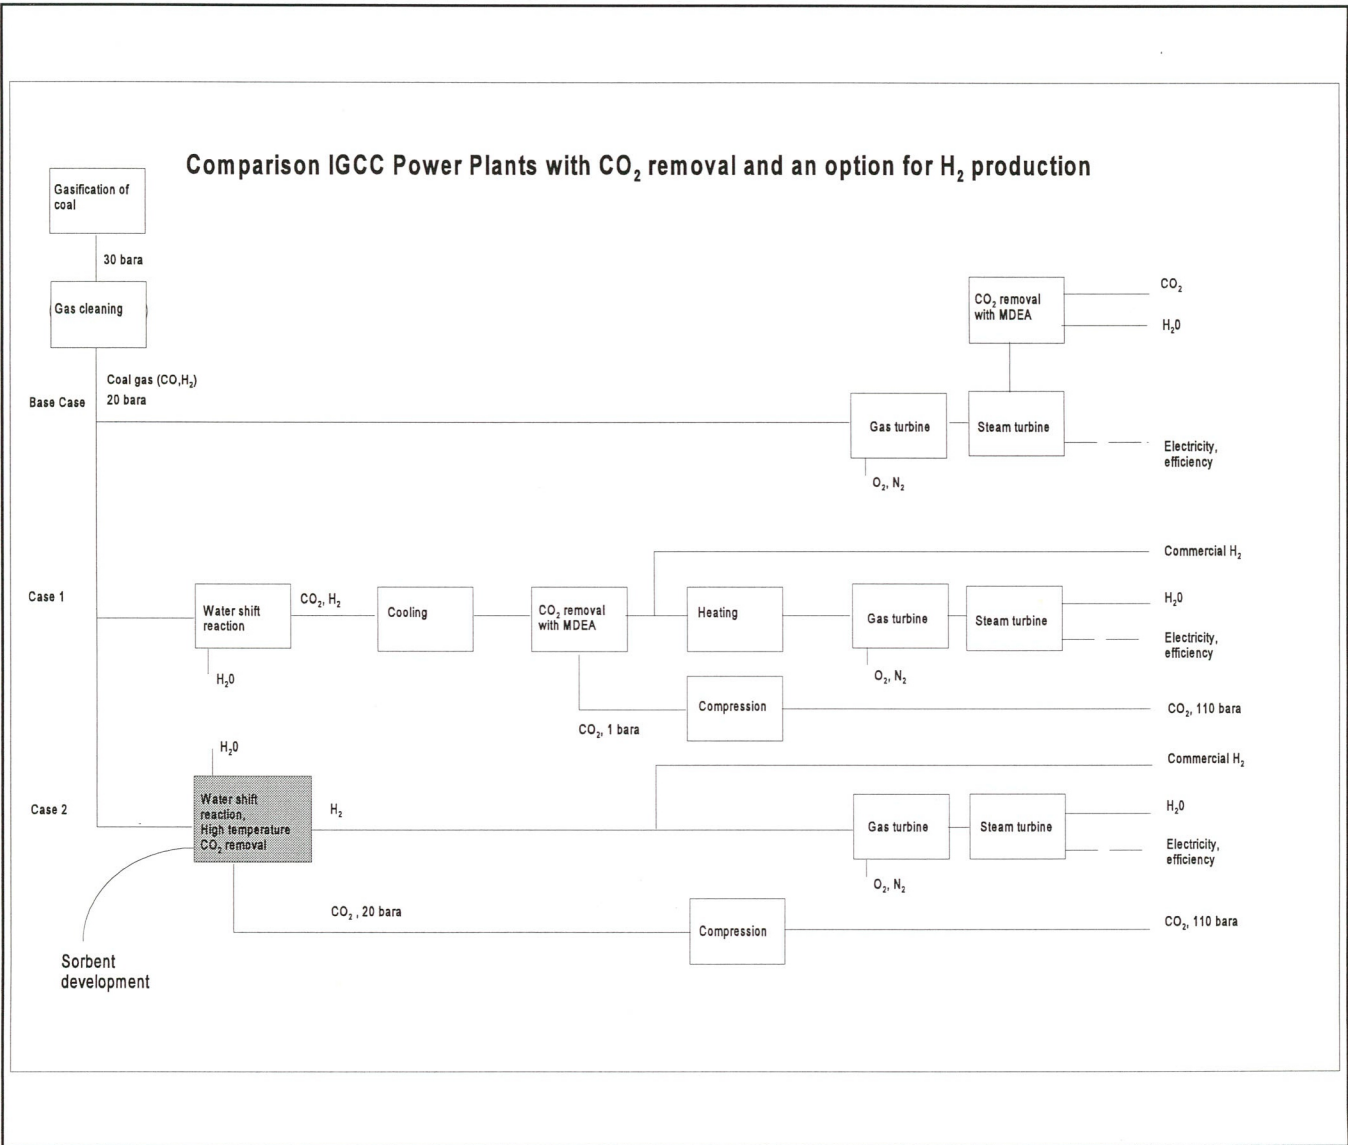 Comparison IGCC Power Plants with CO₂ removal and an option for H₂ production
Gasification of
coal
30 bara
Gas cleaning
Coal gas (CO,H₂)
20 bara
Base Case
CO₂ removal
with MDEA
CO₂
H₂0
Gas turbine
Steam turbine
O₂, N₂
Electricity,
efficiency
Case 1
Water shift
reaction
H₂0
CO₂, H₂
Cooling
CO₂ removal
with MDEA
Commercial H₂
Heating
Gas turbine
O₂, N₂
Steam turbine
H₂0
Electricity,
efficiency
CO₂, 1 bara
Compression
CO₂, 110 bara
Case 2
H₂0
Water shift
reaction,
High temperature
CO₂ removal
H₂
Commercial H₂
Gas turbine
O₂, N₂
Steam turbine
H₂0
Electricity,
efficiency
CO₂ , 20 bara
Compression
CO₂, 110 bara
Sorbent
development